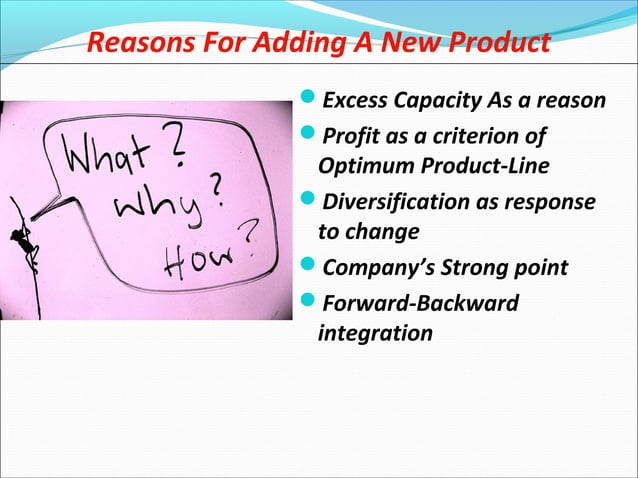 Reasons For Adding A New Product
What?
Why?
How?
Excess Capacity As a reason
Profit as a criterion of
Optimum Product-Line
Diversification as response
to change
Company’s Strong point
Forward-Backward
integration